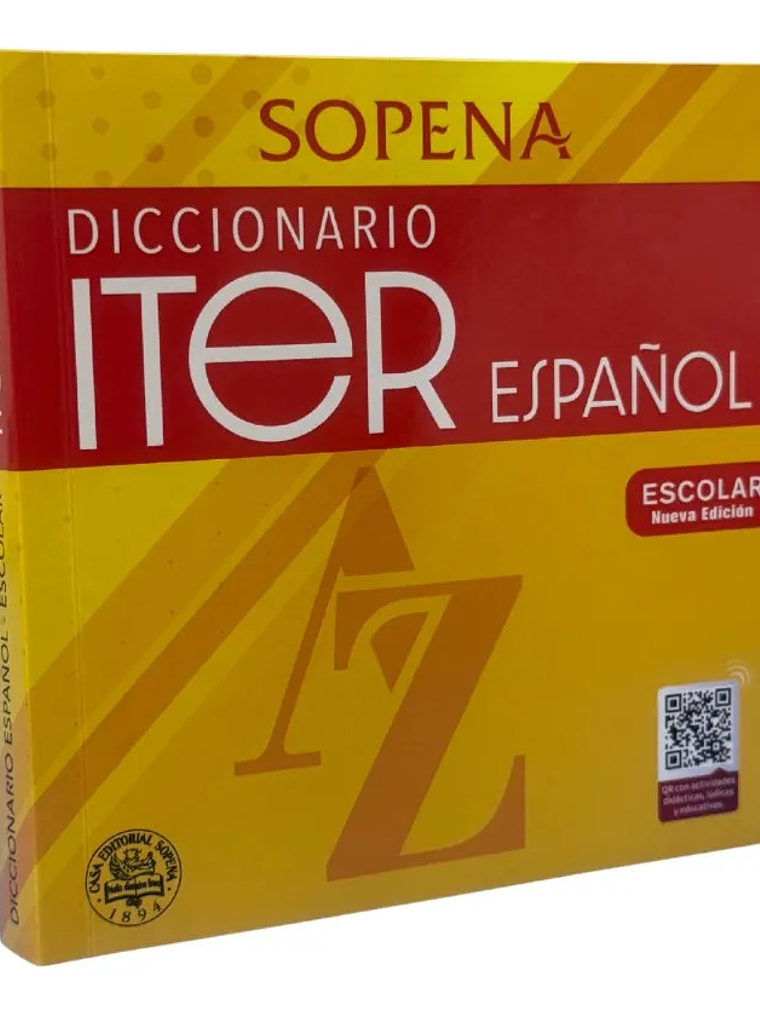 SOPENA
DICCIONARIO
ITER ESPAÑOL
ESCOLAR
Nueva Edición
A
Z
QR con actividades
didácticas, lúdicas
y educativas.
CASA EDITORIAL SOPENA
1894
DICCIONARIO ESPAÑOL - ESCOLAR